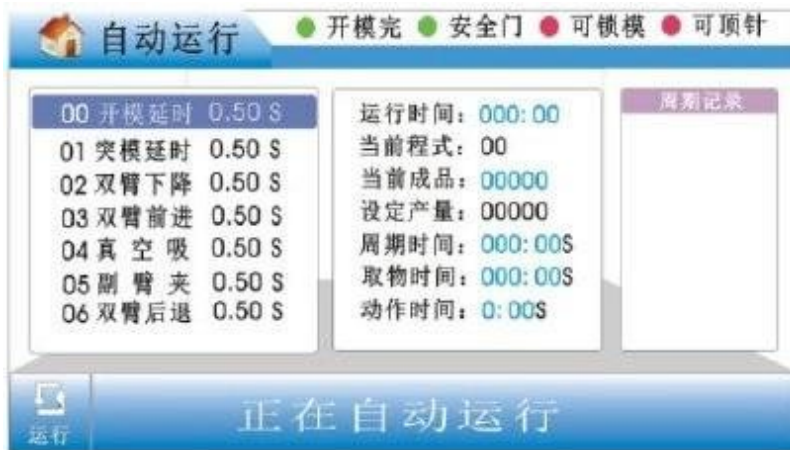 自动运行
开模完 安全门 可锁模 可顶针
00 开模延时 0.50 S
01 突模延时 0.50 S
02 双臂下降 0.50 S
03 双臂前进 0.50 S
04 真 空 吸 0.50 S
05 副 臂 夹 0.50 S
06 双臂后退 0.50 S
运行时间: 000:00
当前程式: 00
当前成品: 00000
设定产量: 00000
周期时间: 000:00S
取物时间: 000:00S
动作时间: 0:00S
周期记录
运行
正在自动运行